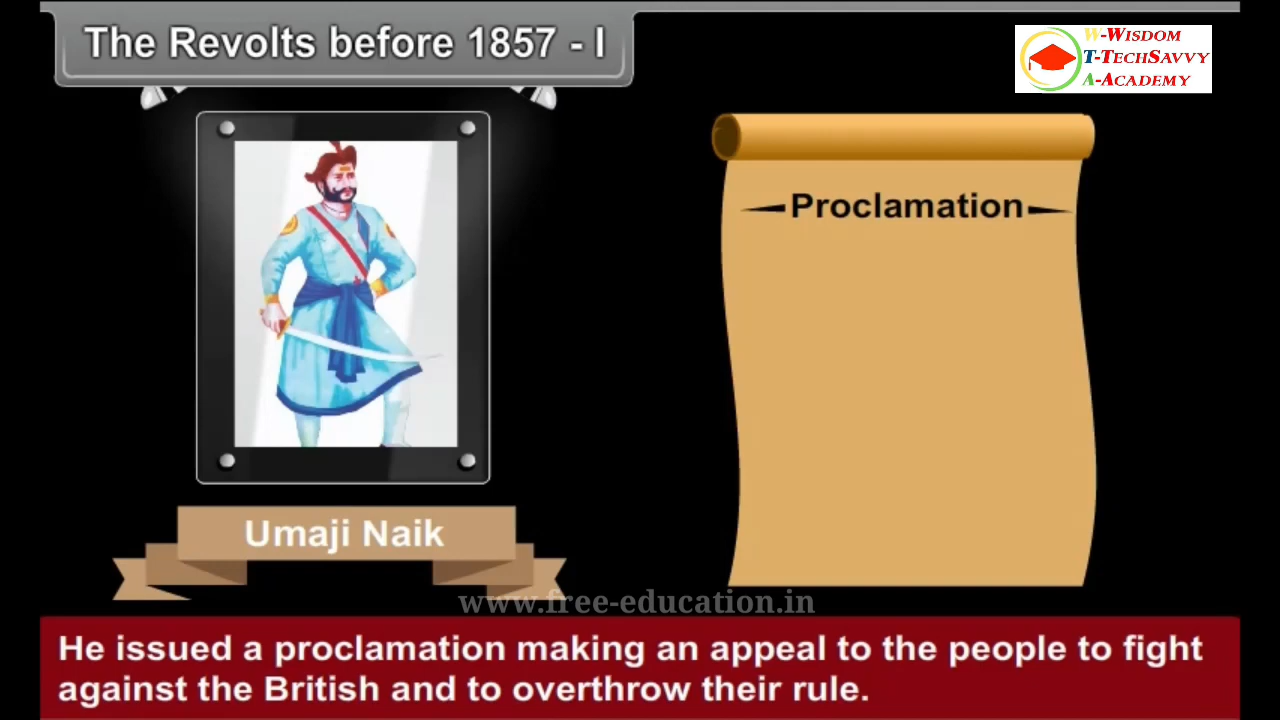 The Revolts before 1857 - I
W-Wisdom
T-TechSavvy
A-Academy
Proclamation
Umaji Naik
www.free-education.in
He issued a proclamation making an appeal to the people to fight
against the British and to overthrow their rule.